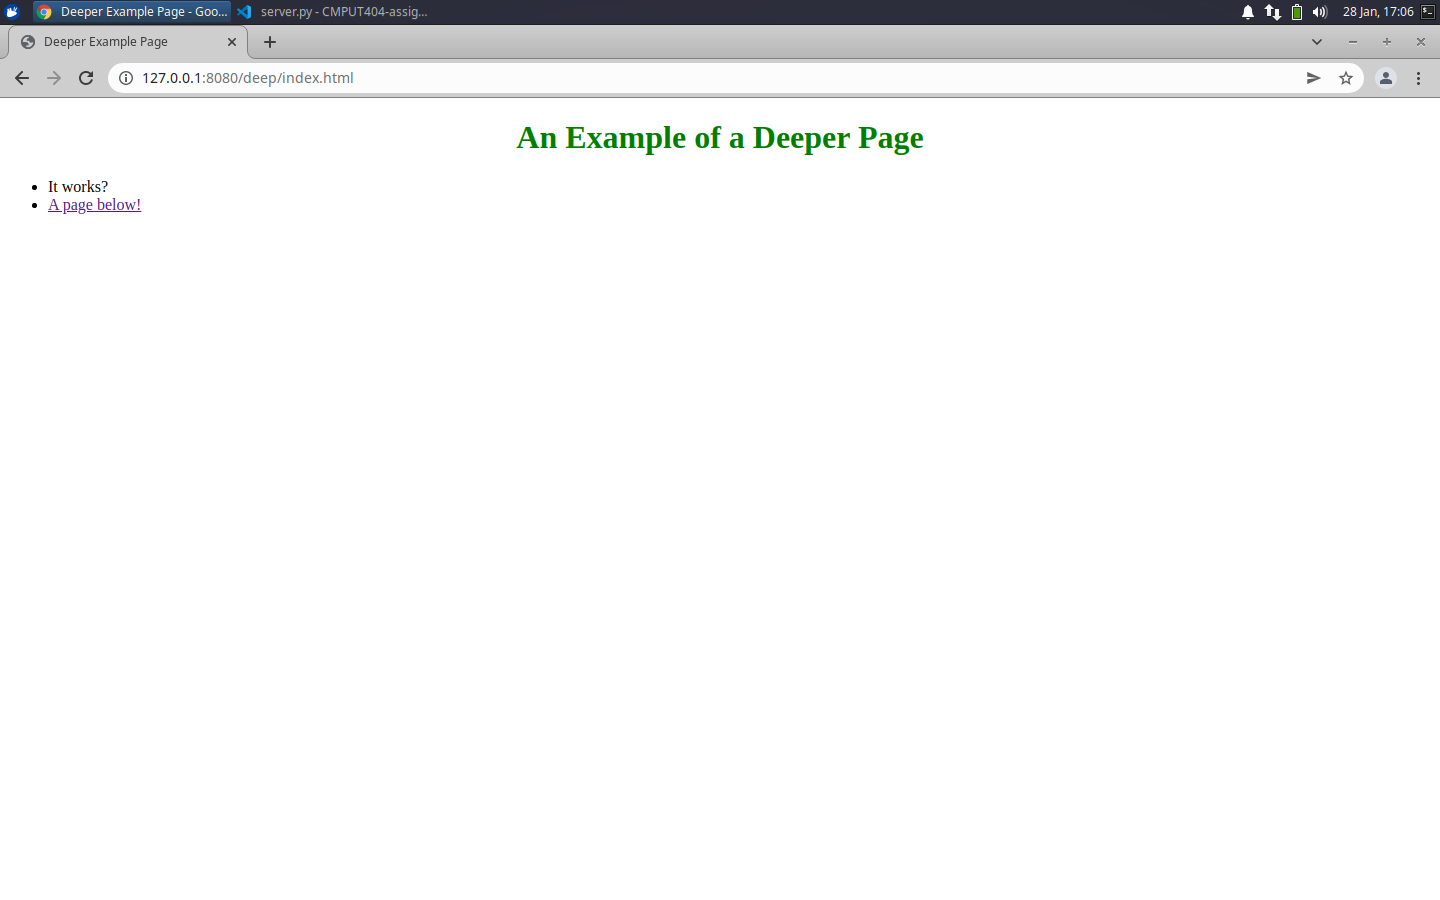 Deeper Example Page - Goo...
server.py - CMPUT404-assig...
28 Jan, 17:06
Deeper Example Page
127.0.0.1:8080/deep/index.html
An Example of a Deeper Page
It works?
A page below!